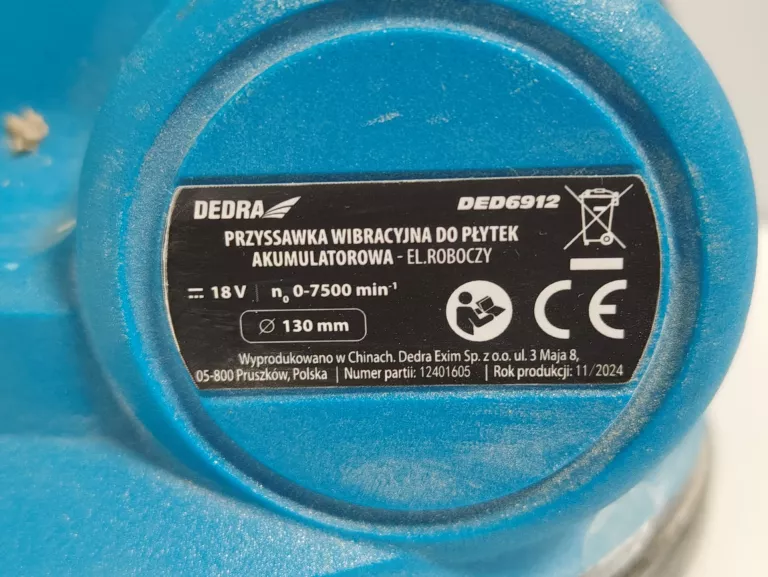 DEDRA DED6912
PRZYSSAWKA WIBRACYJNA DO PŁYTEK
AKUMULATOROWA - EL.ROBOCZY
18 V | n₀ 0-7500 min⁻¹
⌀ 130 mm
CE
Wyprodukowano w Chinach. Dedra Exim Sp. z o.o. ul. 3 Maja 8,
05-800 Pruszków, Polska | Numer partii: 12401605 | Rok produkcji: 11/2024